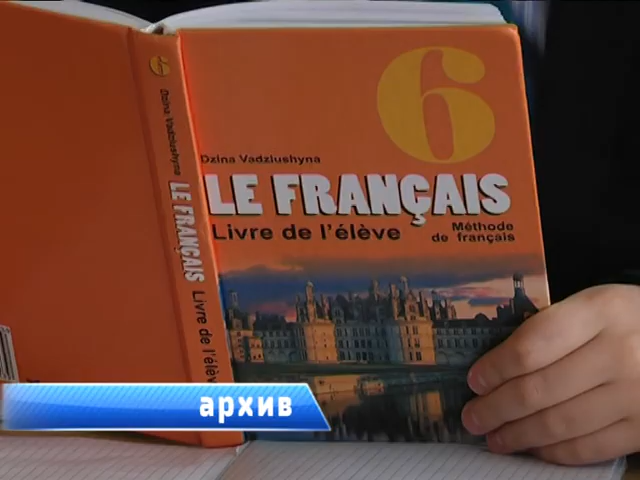 6
Dzina Vadziushyna
LE FRANÇAIS
Livre de l'élève
Méthode
de français
Dzina Vadziushyna LE FRANÇAIS Livre de l'élève
архив